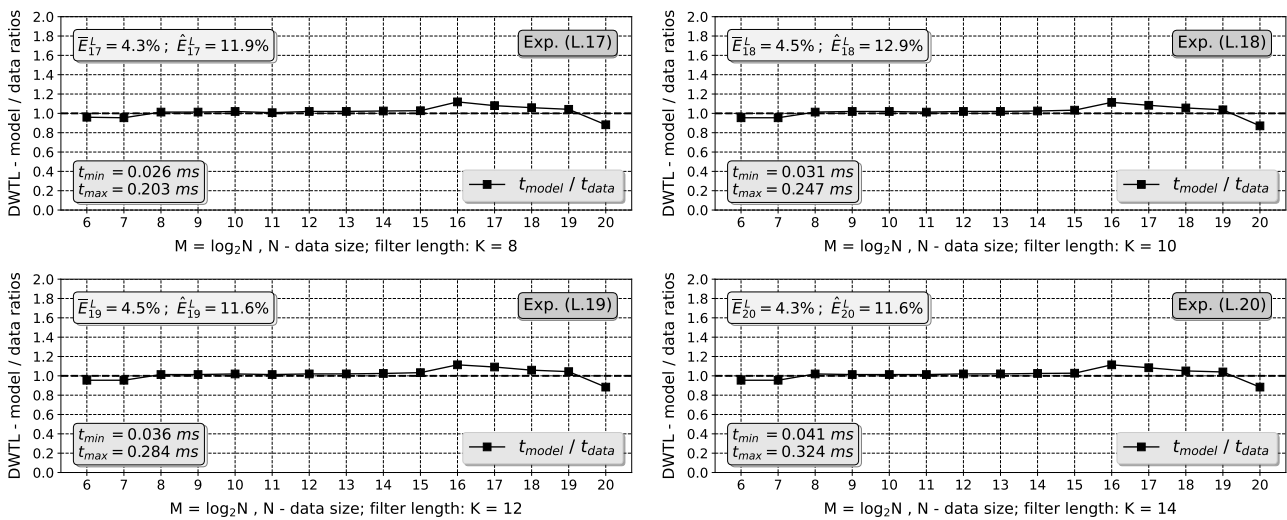 DWTL - model / data ratios
2.0
1.8
1.6
1.4
1.2
1.0
0.8
0.6
0.4
0.2
0.0
E̅ᴸ₁₇ = 4.3% ; Êᴸ₁₇ = 11.9%
Exp. (L.17)
t_min = 0.026 ms
t_max = 0.203 ms
t_model / t_data
6 7 8 9 10 11 12 13 14 15 16 17 18 19 20
M = log₂N , N - data size; filter length: K = 8
DWTL - model / data ratios
2.0
1.8
1.6
1.4
1.2
1.0
0.8
0.6
0.4
0.2
0.0
E̅ᴸ₁₈ = 4.5% ; Êᴸ₁₈ = 12.9%
Exp. (L.18)
t_min = 0.031 ms
t_max = 0.247 ms
t_model / t_data
6 7 8 9 10 11 12 13 14 15 16 17 18 19 20
M = log₂N , N - data size; filter length: K = 10
DWTL - model / data ratios
2.0
1.8
1.6
1.4
1.2
1.0
0.8
0.6
0.4
0.2
0.0
E̅ᴸ₁₉ = 4.5% ; Êᴸ₁₉ = 11.6%
Exp. (L.19)
t_min = 0.036 ms
t_max = 0.284 ms
t_model / t_data
6 7 8 9 10 11 12 13 14 15 16 17 18 19 20
M = log₂N , N - data size; filter length: K = 12
DWTL - model / data ratios
2.0
1.8
1.6
1.4
1.2
1.0
0.8
0.6
0.4
0.2
0.0
E̅ᴸ₂₀ = 4.3% ; Êᴸ₂₀ = 11.6%
Exp. (L.20)
t_min = 0.041 ms
t_max = 0.324 ms
t_model / t_data
6 7 8 9 10 11 12 13 14 15 16 17 18 19 20
M = log₂N , N - data size; filter length: K = 14